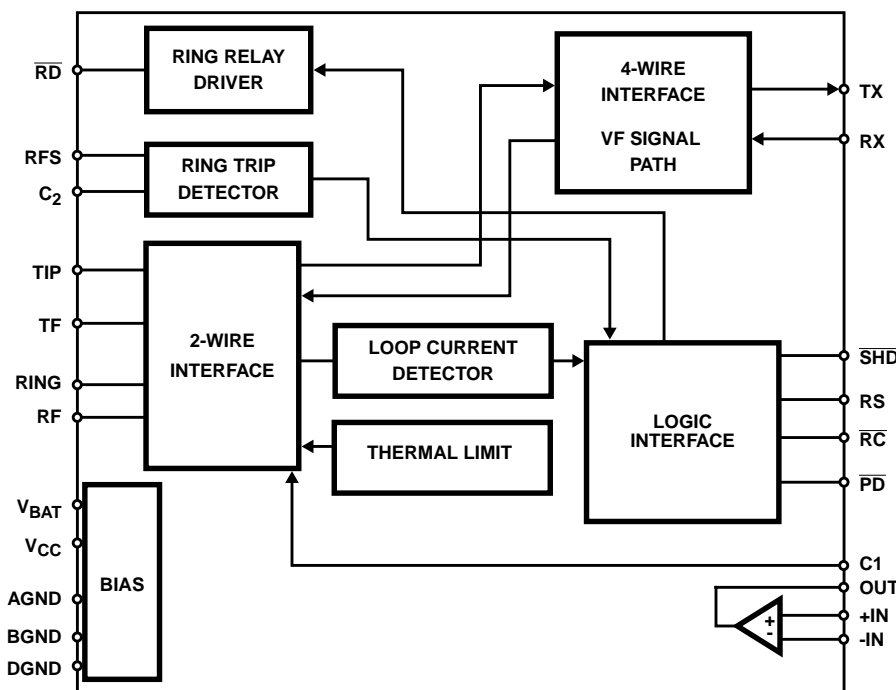 RD
RFS
C2
TIP
TF
RING
RF
VBAT
VCC
AGND
BGND
DGND
RING RELAY
DRIVER
RING TRIP
DETECTOR
2-WIRE
INTERFACE
BIAS
LOOP CURRENT
DETECTOR
THERMAL LIMIT
4-WIRE
INTERFACE
VF SIGNAL
PATH
LOGIC
INTERFACE
+
-
TX
RX
SHD
RS
RC
PD
C1
OUT
+IN
-IN